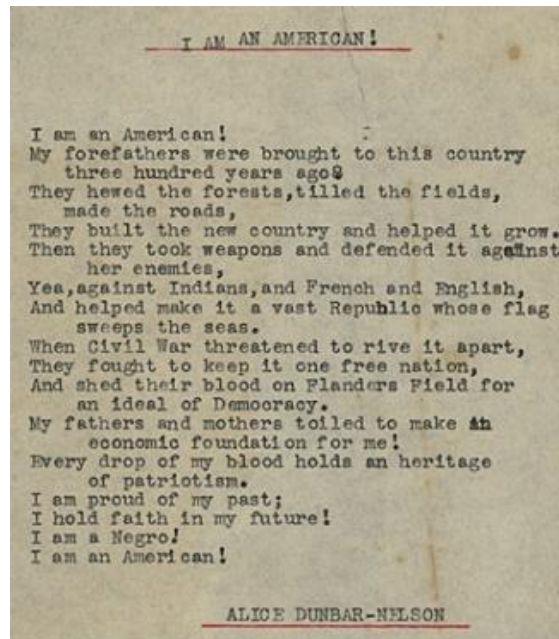 I AM AN AMERICAN!
I am an American!
My forefathers were brought to this country
three hundred years ago
They hewed the forests,tilled the fields,
made the roads,
They built the new country and helped it grow.
Then they took weapons and defended it against
her enemies,
Yea,against Indians,and French and English,
And helped make it a vast Republic whose flag
sweeps the seas.
When Civil War threatened to rive it apart,
They fought to keep it one free nation,
And shed their blood on Flanders Field for
an ideal of Democracy.
My fathers and mothers toiled to make an
economic foundation for me!
Every drop of my blood holds an heritage
of patriotism.
I am proud of my past;
I hold faith in my future!
I am a Negro!
I am an American!
ALICE DUNBAR-NELSON